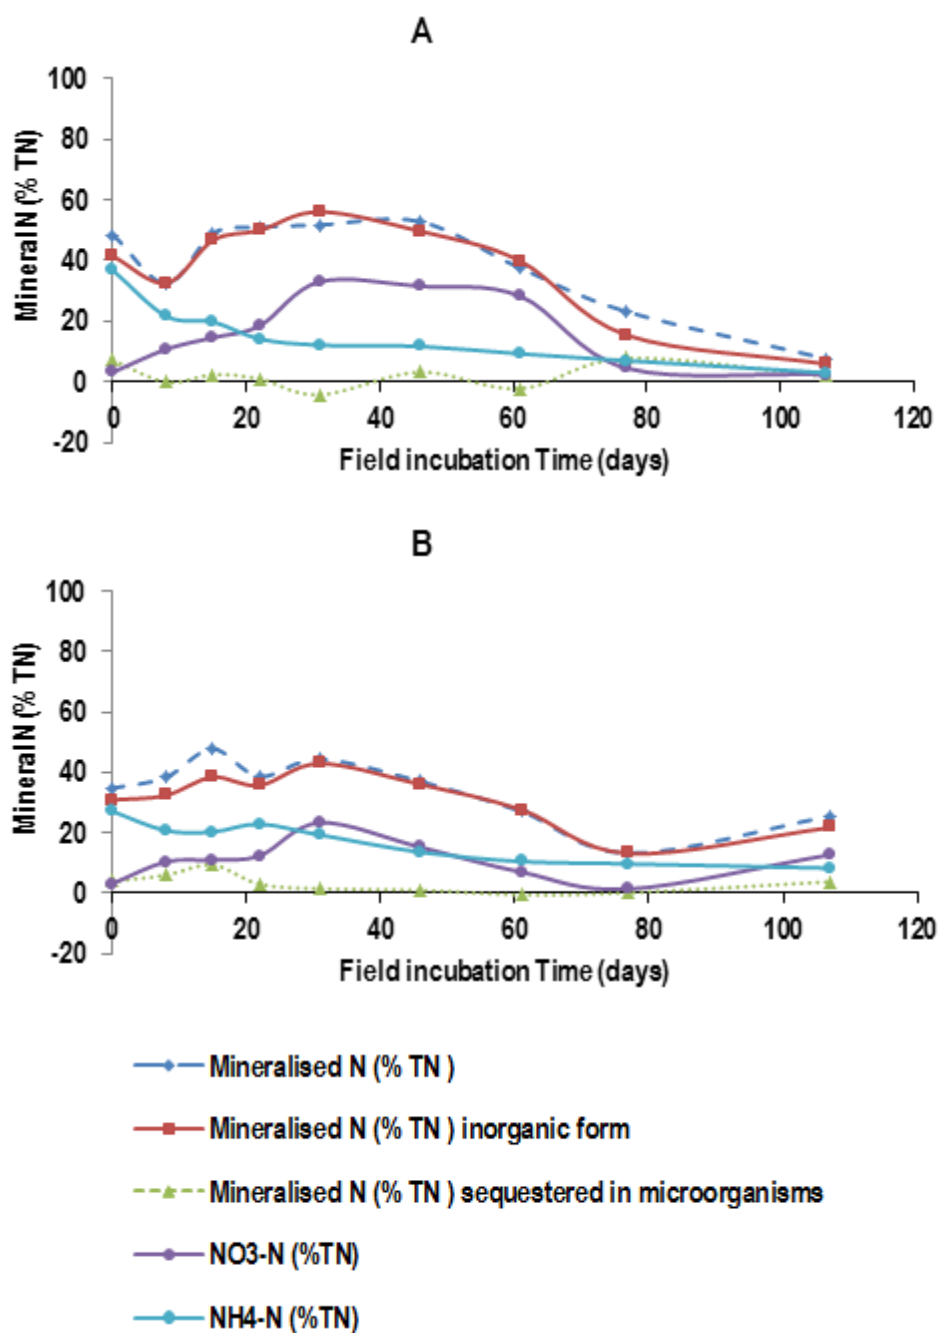 A
100
80
60
40
20
0
-20
Mineral N (% TN)
0 20 40 60 80 100 120
Field incubation Time (days)
B
100
80
60
40
20
0
-20
Mineral N (% TN)
0 20 40 60 80 100 120
Field incubation Time (days)
Mineralised N (% TN )
Mineralised N (% TN ) inorganic form
Mineralised N (% TN ) sequestered in microorganisms
NO3-N (%TN)
NH4-N (%TN)